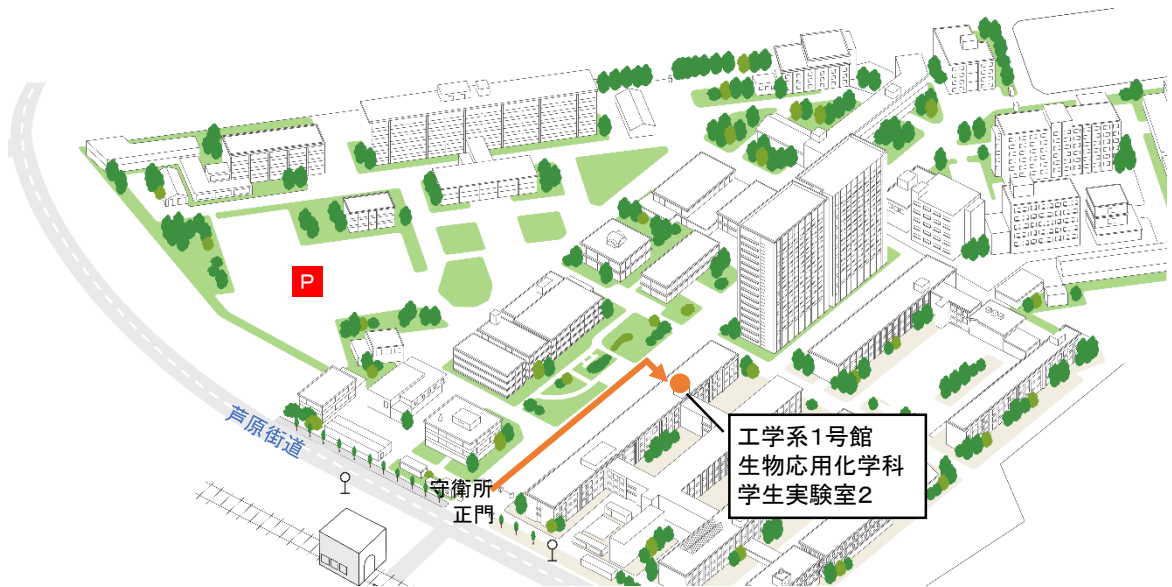 P
芦原街道
守衛所
正門
工学系1号館
生物応用化学科
学生実験室2